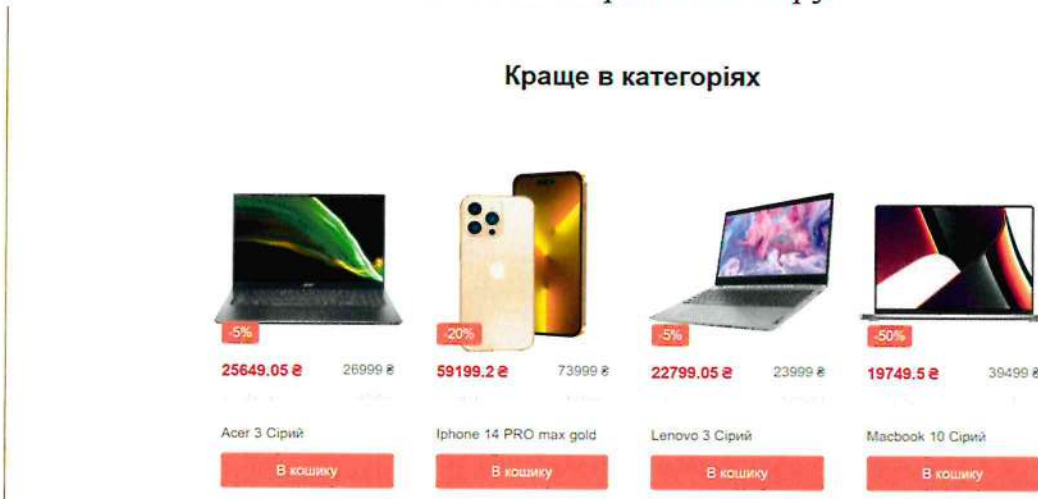 Краще в категоріях
-5% -20% -5% -50%
25649.05 ₴ 26999 ₴ 59199.2 ₴ 73999 ₴ 22799.05 ₴ 23999 ₴ 19749.5 ₴ 39499 ₴
Acer 3 Сірий Iphone 14 PRO max gold Lenovo 3 Сірий Macbook 10 Сірий
В кошику В кошику В кошику В кошику